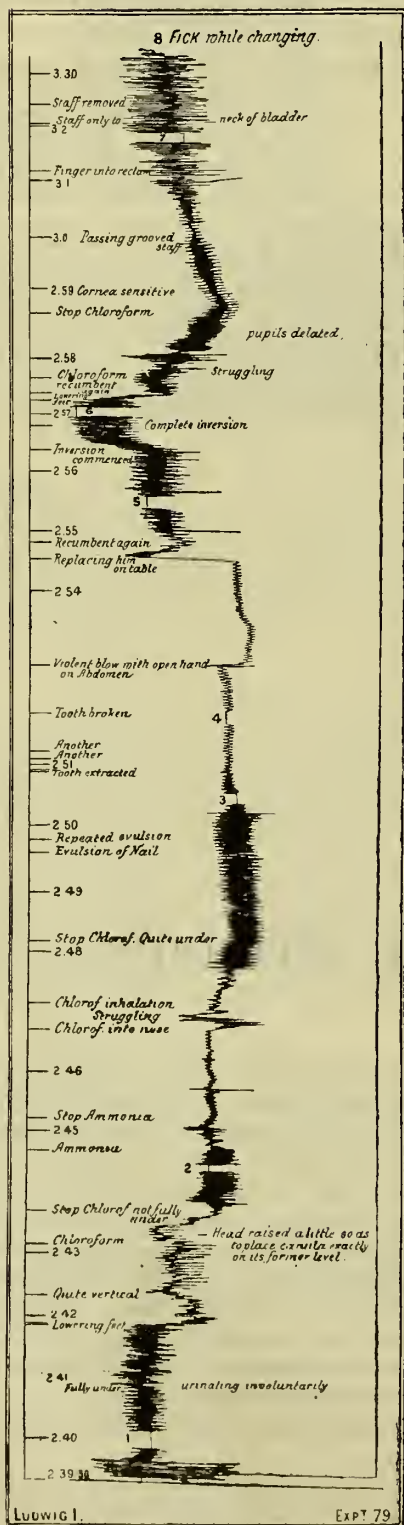 8 FICK while changing.
3.30
Staff removed
Staff only to
neck of bladder
3.2
7
Finger into rectum
3.1
3.0
Passing grooved
staff
2.59 Cornea sensitive
Stop Chloroform
pupils delated.
2.58
Struggling
Chloroform
recumbent
again
Lowering
feet
2.57
6
Complete inversion
Inversion
commenced
2.56
5
2.55
Recumbent again
Replacing him
on table
2 54
Violent blow with open hand
on Abdomen
Tooth broken
4
Another
Another
2.51
Tooth extracted
3
2.50
Repeated evulsion
Evulsion of Nail
2.49
Stop Chlorof. Quite under
2.48
Chlorof inhalation
Struggling
Chlorof. into nose
2.46
Stop Ammonia
2.45
Ammonia
2
Stop Chlorof not fully
under
Head raised a little so as
to place canula exactly
on its former level.
Chloroform
2.43
Quite vertical
2.42
Lowering feet
2.41
Fully under
urinating involuntarily
2.40
1
2 39 50
LUDWIG I.
EXPT 79